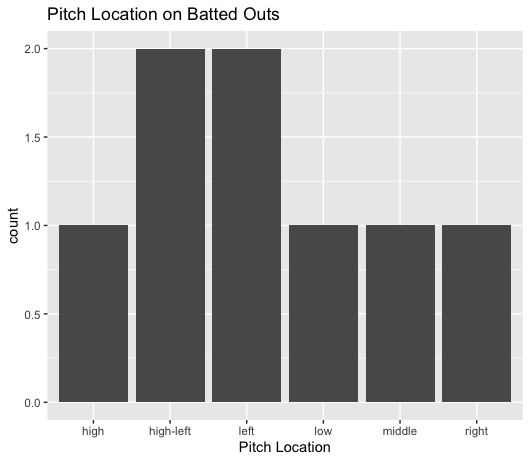 Pitch Location on Batted Outs
2.0
1.5
1.0
0.5
0.0
count
high high-left left low middle right
Pitch Location